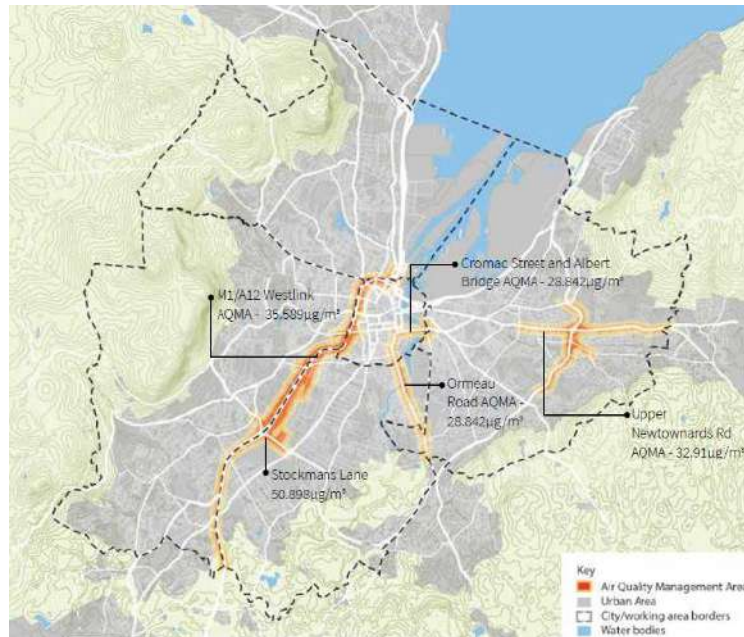 Cromac Street and Albert
Bridge AQMA - 28.842µg/m³
M1/A12 Westlink
AQMA - 35.589µg/m³
Ormeau
Road AQMA -
28.842µg/m³
Upper
Newtownards Rd
AQMA - 32.91µg/m³
Stockmans Lane
50.898µg/m³
Key
Air Quality Management Area
Urban Area
City/working area borders
Water bodies